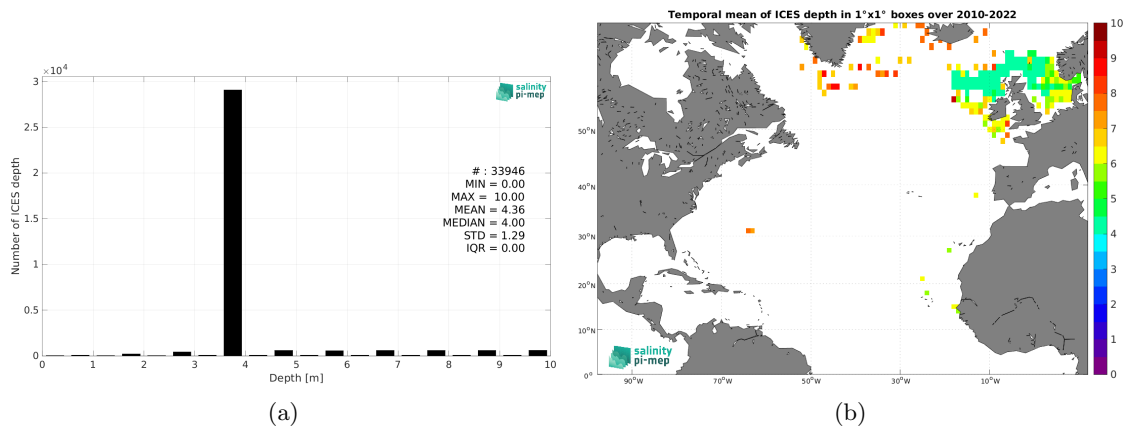 ×10⁴
3
2.5
2
1.5
1
0.5
0
0 1 2 3 4 5 6 7 8 9 10
Number of ICES depth
Depth [m]
salinity
pi-mep
# : 33946
MIN = 0.00
MAX = 10.00
MEAN = 4.36
MEDIAN = 4.00
STD = 1.29
IQR = 0.00
(a)
Temporal mean of ICES depth in 1°x1° boxes over 2010-2022
50°N
40°N
30°N
20°N
10°N
0°
90°W 70°W 50°W 30°W 10°W
salinity
pi-mep
10
9
8
7
6
5
4
3
2
1
0
(b)